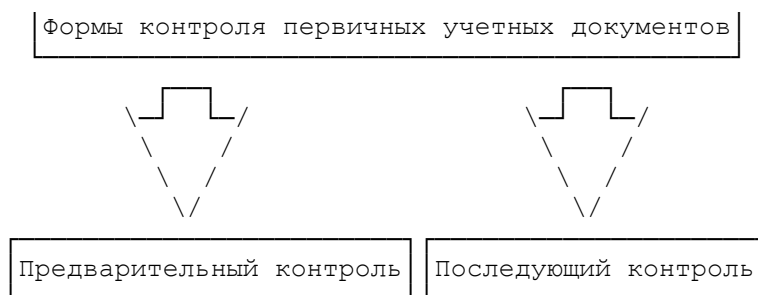 Формы контроля первичных учетных документов
Предварительный контроль Последующий контроль